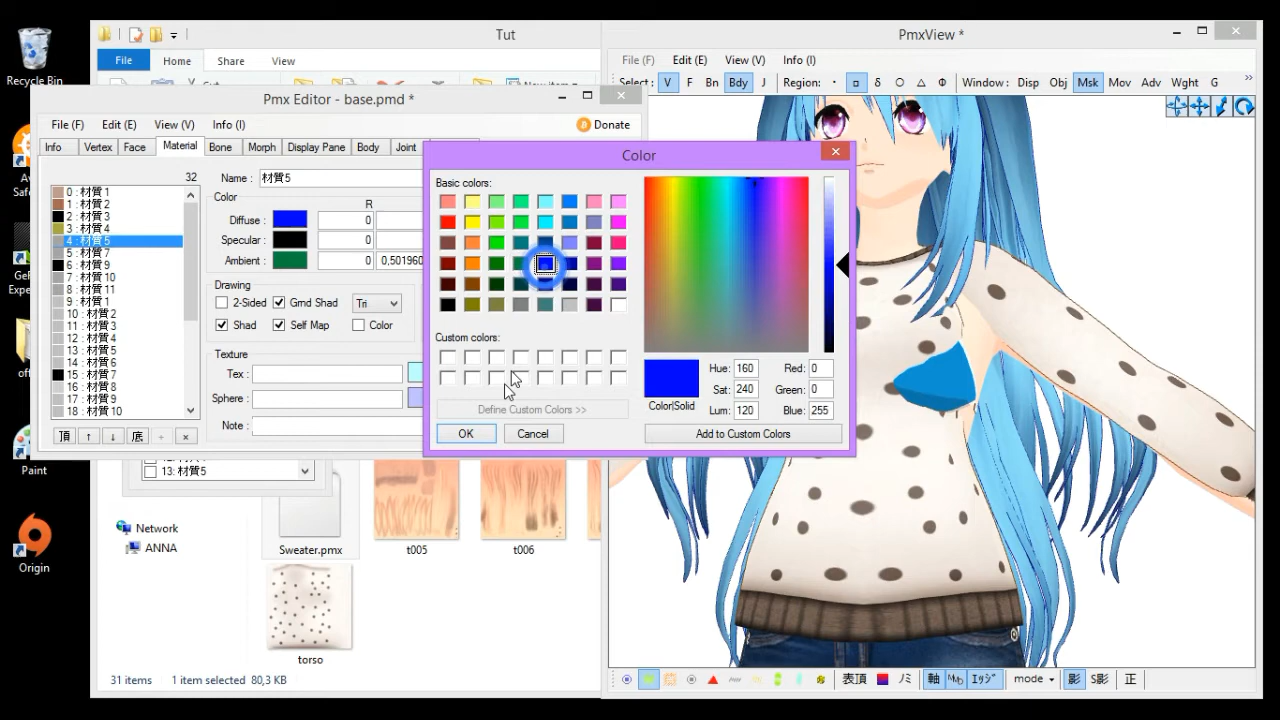 Recycle Bin
Paint
Origin
Tut
File
Home
Share
View
Pmx Editor - base.pmd *
File (F)
Edit (E)
View (V)
Info (I)
Donate
Info
Vertex
Face
Material
Bone
Morph
Display Pane
Body
Joint
32
0 : 材質1
1 : 材質2
2 : 材質3
3 : 材質4
4 : 材質5
5 : 材質7
6 : 材質9
7 : 材質10
8 : 材質11
9 : 材質1
10 : 材質2
11 : 材質3
12 : 材質4
13 : 材質5
14 : 材質6
15 : 材質7
16 : 材質8
17 : 材質9
18 : 材質10
頂 ↑ ↓ 底 + ×
Name :
材質5
Color
R
Diffuse :
0
Specular :
0
Ambient :
0
0,501960
Drawing
2-Sided
Grnd Shad
Tri
Shad
Self Map
Color
Texture
Tex :
Sphere :
Note :
13: 材質5
Network
ANNA
Sweater.pmx
t005
t006
torso
31 items
1 item selected 80,3 KB
Color
Basic colors:
Custom colors:
Define Custom Colors >>
OK
Cancel
Color|Solid
Hue: 160
Sat: 240
Lum: 120
Red: 0
Green: 0
Blue: 255
Add to Custom Colors
PmxView *
File (F)
Edit (E)
View (V)
Info (I)
Select : V F Bn Bdy J Region: □ δ O △ Φ Window : Disp Obj Msk Mov Adv Wght G
表頂
ノミ
軸
エッジ
mode
影
S影
正